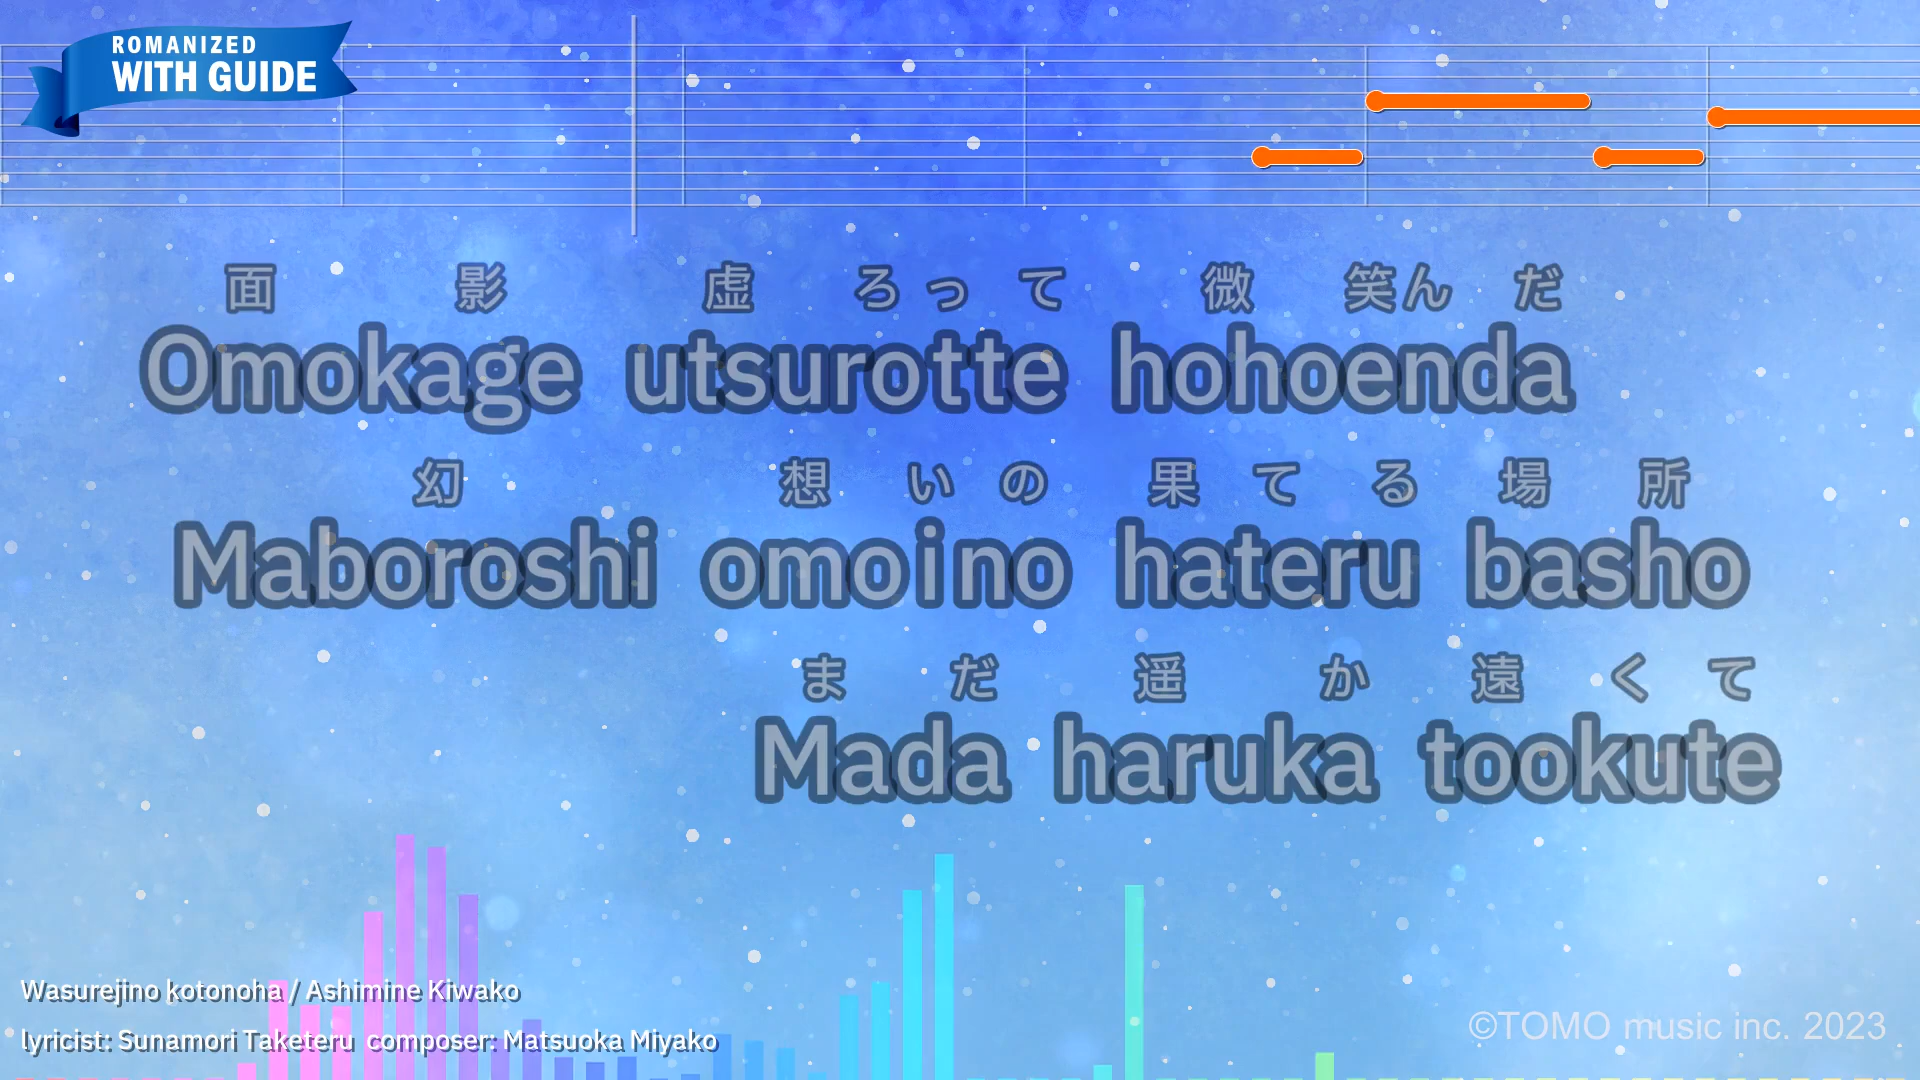 ROMANIZED
WITH GUIDE
面影 虚ろって 微笑んだ
Omokage utsurotte hohoenda
幻 想いの 果てる 場所
Maboroshi omoino hateru basho
まだ 遥か 遠くて
Mada haruka tookute
Wasurejino kotonoha / Ashimine Kiwako
lyricist: Sunamori Taketeru composer: Matsuoka Miyako
©TOMO music inc. 2023